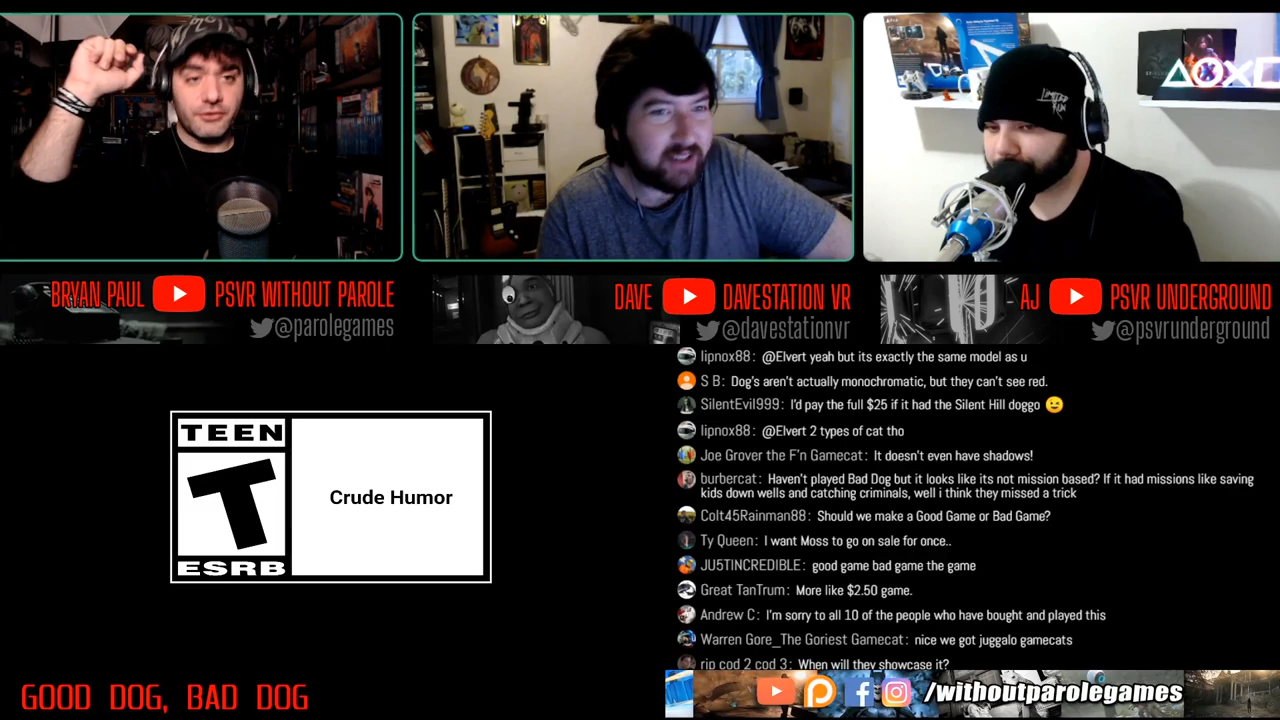 BRYAN PAUL PSVR WITHOUT PAROLE
@parolegames
DAVE DAVESTATION VR
@davestationvr
AJ PSVR UNDERGROUND
@psvrunderground
lipnox88: @Elvert yeah but its exactly the same model as u
S B: Dog's aren't actually monochromatic, but they can't see red.
SilentEvil999: I'd pay the full $25 if it had the Silent Hill doggo 😉
lipnox88: @Elvert 2 types of cat tho
Joe Grover the F'n Gamecat: It doesn't even have shadows!
burbercat: Haven't played Bad Dog but it looks like its not mission based? If it had missions like saving
kids down wells and catching criminals, well i think they missed a trick
Colt45Rainman88: Should we make a Good Game or Bad Game?
Ty Queen: I want Moss to go on sale for once..
JU5TINCREDIBLE: good game bad game the game
Great TanTrum: More like $2.50 game.
Andrew C: I'm sorry to all 10 of the people who have bought and played this
Warren Gore_The Goriest Gamecat: nice we got juggalo gamecats
rip cod 2 cod 3: When will they showcase it?
TEEN
T
ESRB
Crude Humor
GOOD DOG, BAD DOG
/withoutparolegames